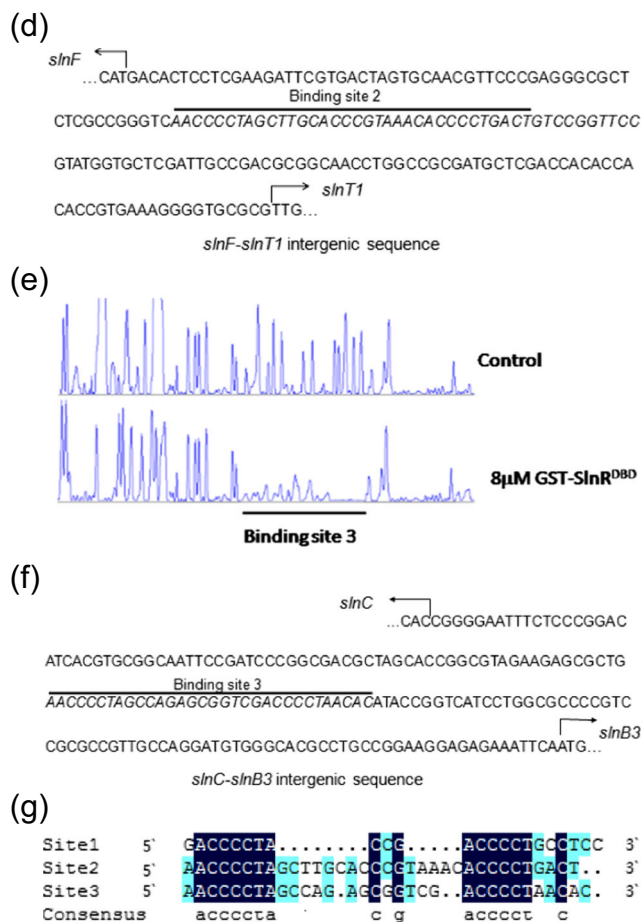 (d)
slnF
...CATGACACTCCTCGAAGATTCGTGACTAGTGCAACGTTCCCGAGGGCGCT
Binding site 2
CTCGCCGGGTCAACCCCTAGCTTGCACCCGTAAACACCCCTGACTGTCCGGTTCC
GTATGGTGCTCGATTGCCGACGCGGCAACCTGGCCGCGATGCTCGACCACACCA
slnT1
CACCGTGAAAGGGGTGCGCGTTG...
slnF-slnT1 intergenic sequence
(e)
Control
8μM GST-SlnRDBD
Binding site 3
(f)
slnC
...CACCGGGGAATTTCTCCCGGAC
ATCACGTGCGGCAATTCCGATCCCGGCGACGCTAGCACCGGCGTAGAAGAGCGCTG
Binding site 3
AACCCCTAGCCAGAGCGGTCGACCCCTAACACATACCGGTCATCCTGGCGCCCCGTC
slnB3
CGCGCCGTTGCCAGGATGTGGGCACGCCTGCCGGAAGGAGAGAAATTCAATG...
slnC-slnB3 intergenic sequence
(g)
Site1 5` GACCCCTA........CCG.....ACCCCTGCCTCC 3`
Site2 5` AACCCCTAGCTTGCACCCGTAAACACCCCTGACT.. 3`
Site3 5` AACCCCTAGCCAG.AGCGGTCG..ACCCCTAACAC. 3`
Consensus acccccta c g acccct c